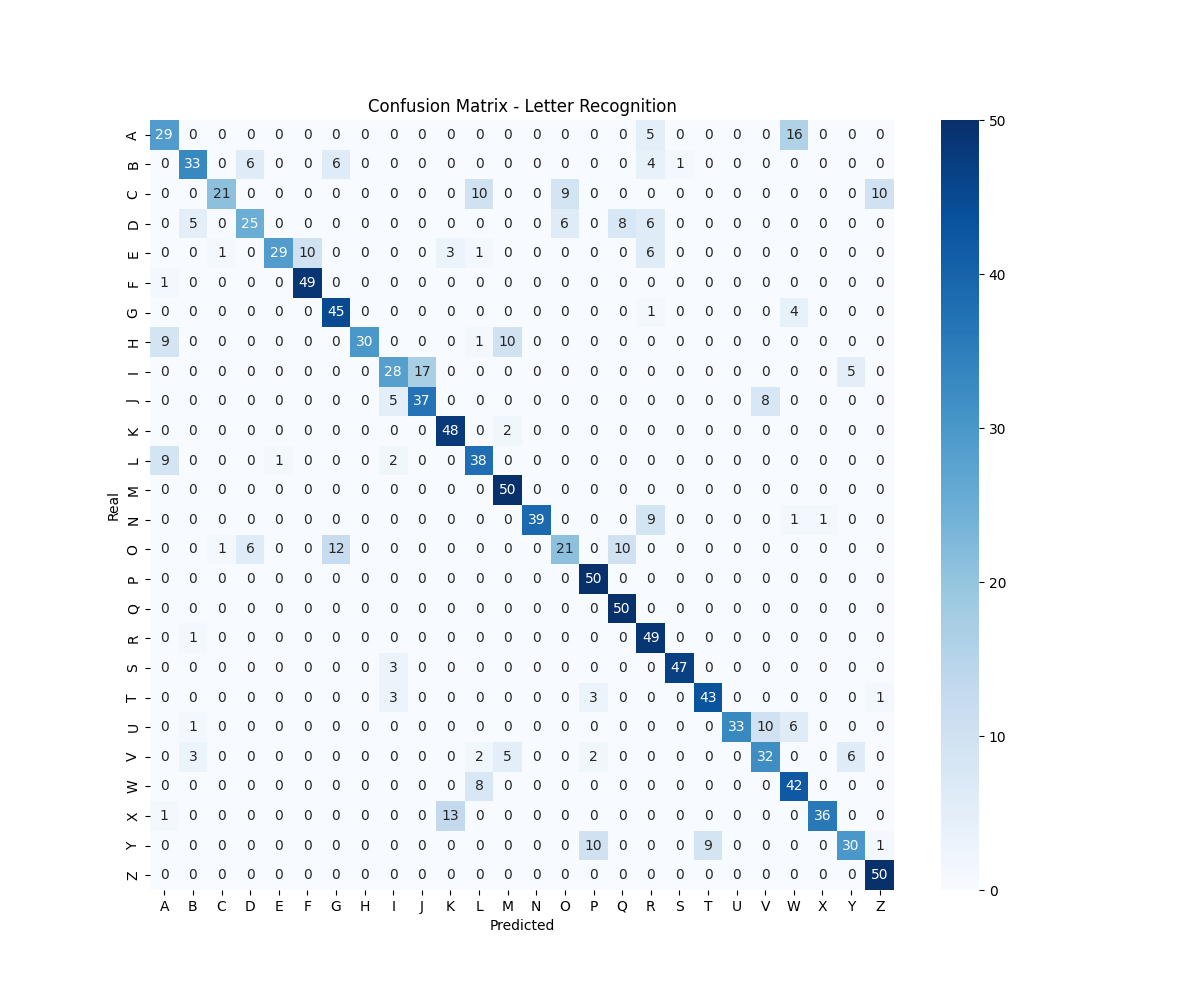 Confusion Matrix - Letter Recognition
A 29 0 0 0 0 0 0 0 0 0 0 0 0 0 0 0 0 5 0 0 0 0 16 0 0 0 50
B 0 33 0 6 0 0 6 0 0 0 0 0 0 0 0 0 0 4 1 0 0 0 0 0 0 0
C 0 0 21 0 0 0 0 0 0 0 0 10 0 0 9 0 0 0 0 0 0 0 0 0 0 10
D 0 5 0 25 0 0 0 0 0 0 0 0 0 0 6 0 8 6 0 0 0 0 0 0 0 0
E 0 0 1 0 29 10 0 0 0 0 3 1 0 0 0 0 0 6 0 0 0 0 0 0 0 0
F 1 0 0 0 0 49 0 0 0 0 0 0 0 0 0 0 0 0 0 0 0 0 0 0 0 0 40
G 0 0 0 0 0 0 45 0 0 0 0 0 0 0 0 0 0 1 0 0 0 0 4 0 0 0
H 9 0 0 0 0 0 0 30 0 0 0 1 10 0 0 0 0 0 0 0 0 0 0 0 0 0
I 0 0 0 0 0 0 0 0 28 17 0 0 0 0 0 0 0 0 0 0 0 0 0 0 5 0
J 0 0 0 0 0 0 0 0 5 37 0 0 0 0 0 0 0 0 0 0 0 8 0 0 0 0
K 0 0 0 0 0 0 0 0 0 0 48 0 2 0 0 0 0 0 0 0 0 0 0 0 0 0 30
L 9 0 0 0 1 0 0 0 2 0 0 38 0 0 0 0 0 0 0 0 0 0 0 0 0 0
M 0 0 0 0 0 0 0 0 0 0 0 0 50 0 0 0 0 0 0 0 0 0 0 0 0 0
Real
N 0 0 0 0 0 0 0 0 0 0 0 0 0 39 0 0 0 9 0 0 0 0 1 1 0 0
O 0 0 1 6 0 0 12 0 0 0 0 0 0 0 21 0 10 0 0 0 0 0 0 0 0 0
P 0 0 0 0 0 0 0 0 0 0 0 0 0 0 0 50 0 0 0 0 0 0 0 0 0 0 20
Q 0 0 0 0 0 0 0 0 0 0 0 0 0 0 0 0 50 0 0 0 0 0 0 0 0 0
R 0 1 0 0 0 0 0 0 0 0 0 0 0 0 0 0 0 49 0 0 0 0 0 0 0 0
S 0 0 0 0 0 0 0 0 3 0 0 0 0 0 0 0 0 0 47 0 0 0 0 0 0 0
T 0 0 0 0 0 0 0 0 3 0 0 0 0 0 0 3 0 0 0 43 0 0 0 0 0 1
U 0 1 0 0 0 0 0 0 0 0 0 0 0 0 0 0 0 0 0 0 33 10 6 0 0 0 10
V 0 3 0 0 0 0 0 0 0 0 0 2 5 0 0 2 0 0 0 0 0 32 0 0 6 0
W 0 0 0 0 0 0 0 0 0 0 0 8 0 0 0 0 0 0 0 0 0 0 42 0 0 0
X 1 0 0 0 0 0 0 0 0 0 13 0 0 0 0 0 0 0 0 0 0 0 0 36 0 0
Y 0 0 0 0 0 0 0 0 0 0 0 0 0 0 0 10 0 0 0 9 0 0 0 0 30 1
Z 0 0 0 0 0 0 0 0 0 0 0 0 0 0 0 0 0 0 0 0 0 0 0 0 0 50 0
A B C D E F G H I J K L M N O P Q R S T U V W X Y Z
Predicted